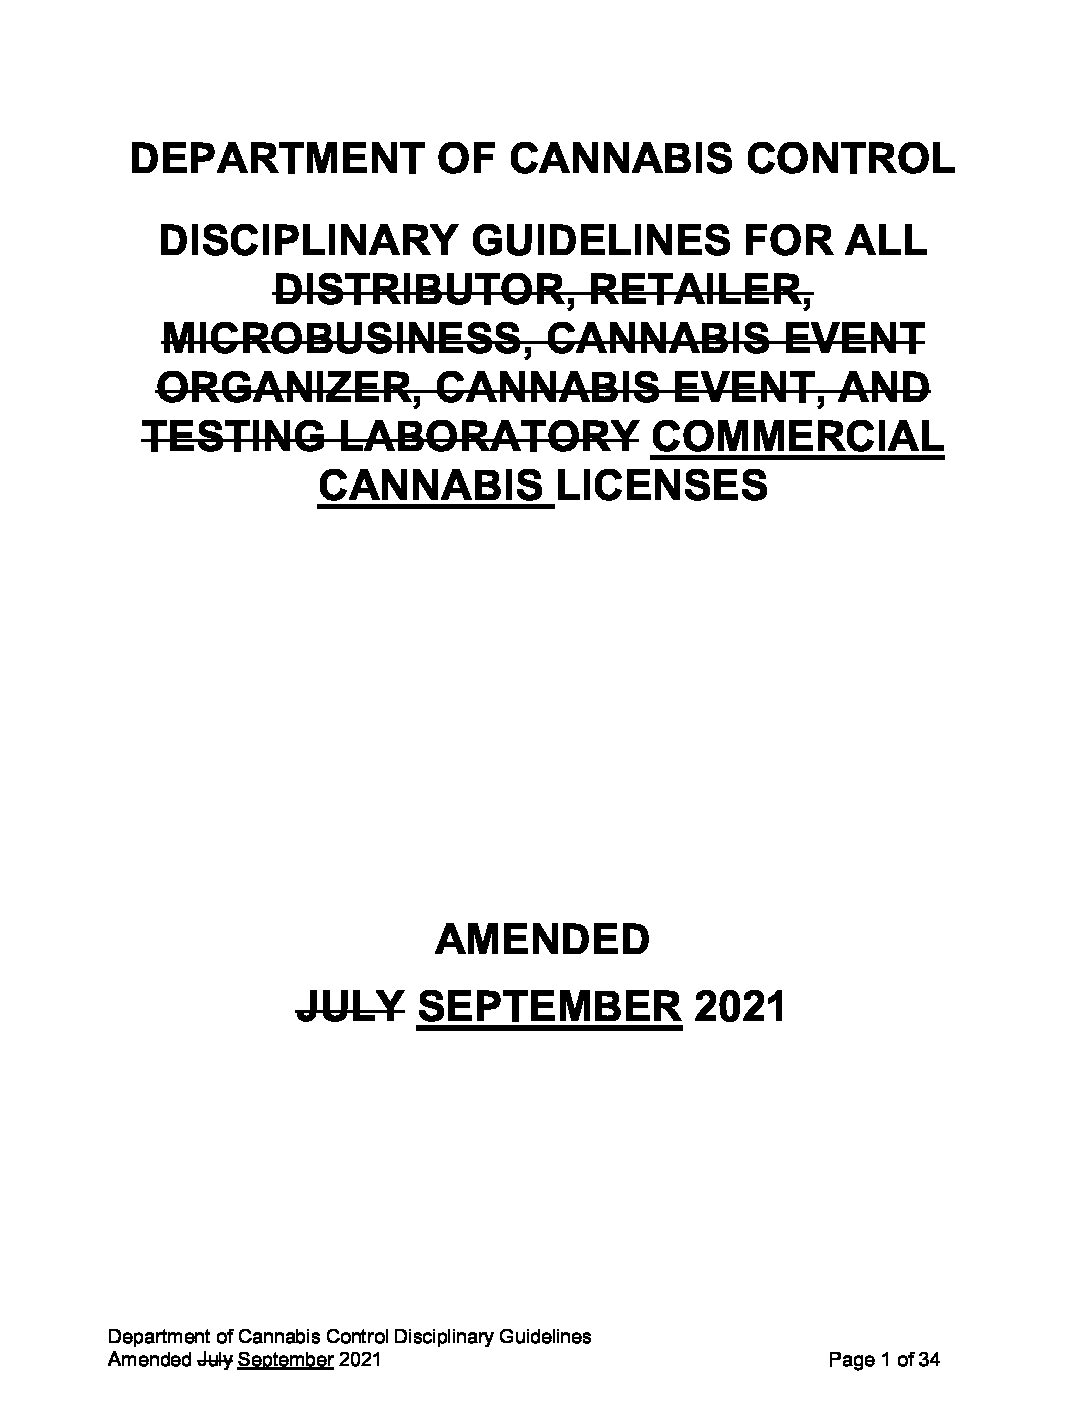 DEPARTMENT OF CANNABIS CONTROL
DISCIPLINARY GUIDELINES FOR ALL
DISTRIBUTOR, RETAILER,
MICROBUSINESS, CANNABIS EVENT
ORGANIZER, CANNABIS EVENT, AND
TESTING LABORATORY COMMERCIAL
CANNABIS LICENSES
AMENDED
JULY SEPTEMBER 2021
Department of Cannabis Control Disciplinary Guidelines
Amended July September 2021 Page 1 of 34